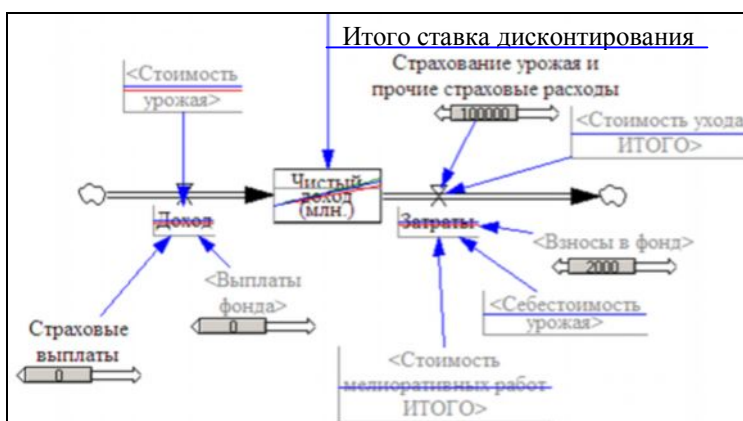 Итого ставка дисконтирования
<Стоимость
урожая>
Страхование урожая и
прочие страховые расходы
100000
<Стоимость ухода
ИТОГО>
Чистый
доход
(млн.)
Доход
Затраты
<Взносы в фонд>
2000
<Выплаты
фонда>
0
<Себестоимость
урожая>
Страховые
выплаты
0
<Стоимость
мелиоративных работ
ИТОГО>